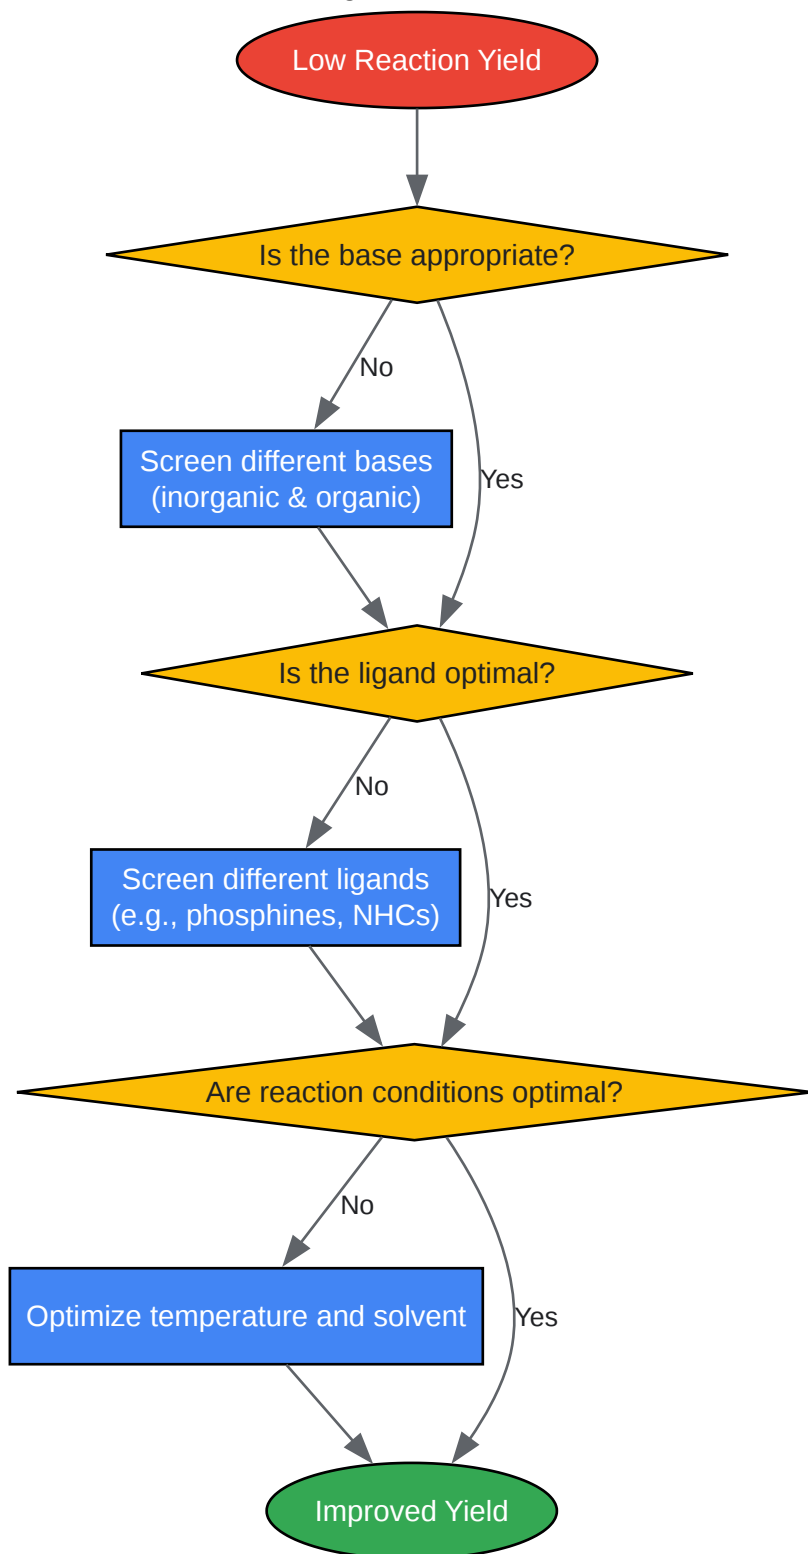 Low Reaction Yield
Is the base appropriate?
No
Screen different bases
(inorganic & organic)
Yes
Is the ligand optimal?
No
Screen different ligands
(e.g., phosphines, NHCs)
Yes
Are reaction conditions optimal?
No
Optimize temperature and solvent
Yes
Improved Yield